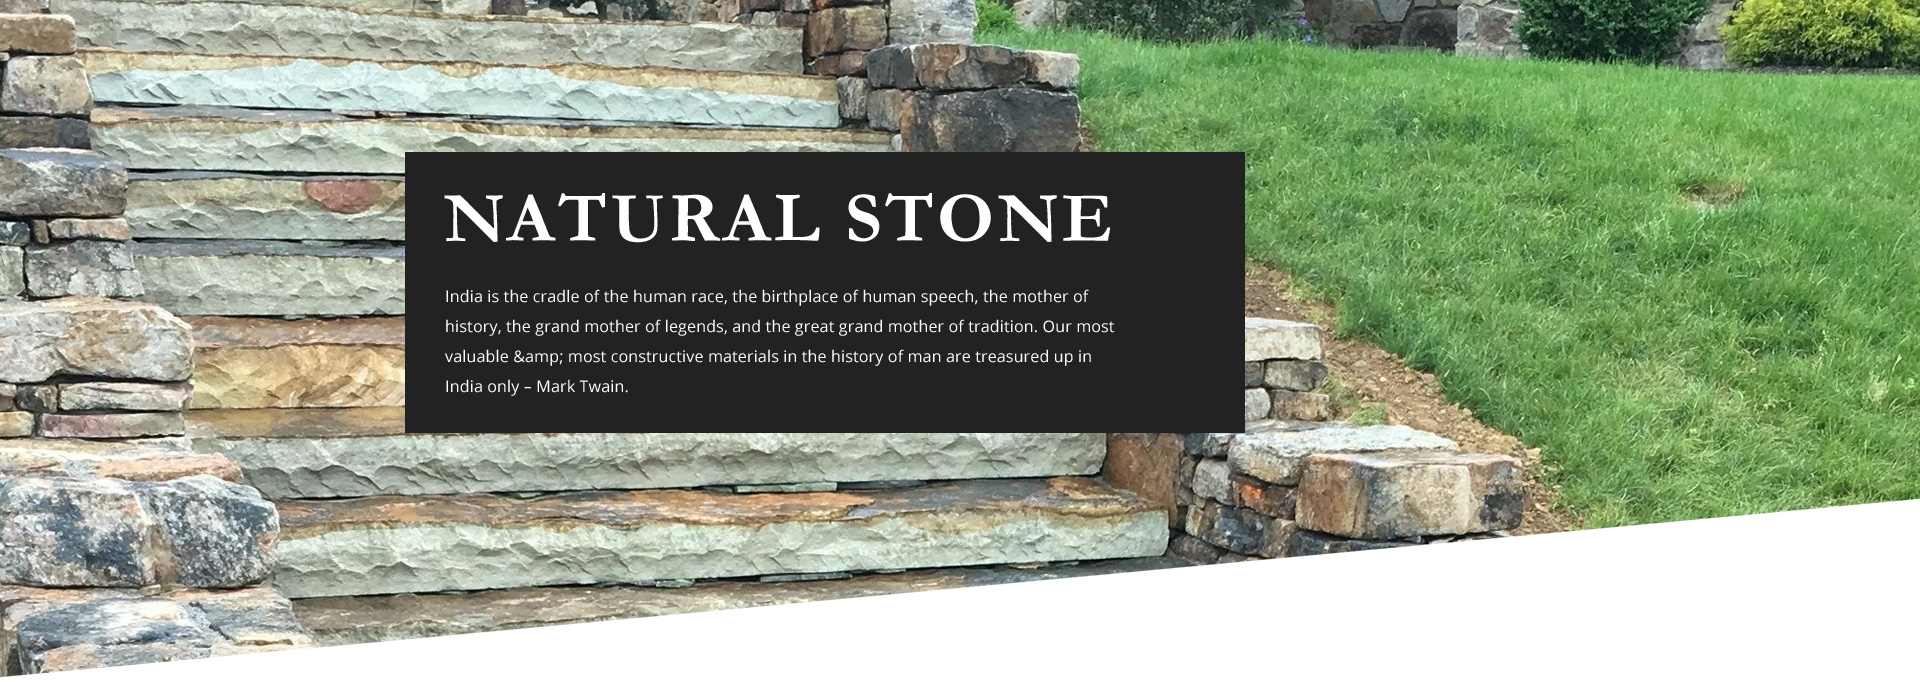 NATURAL STONE
India is the cradle of the human race, the birthplace of human speech, the mother of
history, the grand mother of legends, and the great grand mother of tradition. Our most
valuable &amp; most constructive materials in the history of man are treasured up in
India only – Mark Twain.